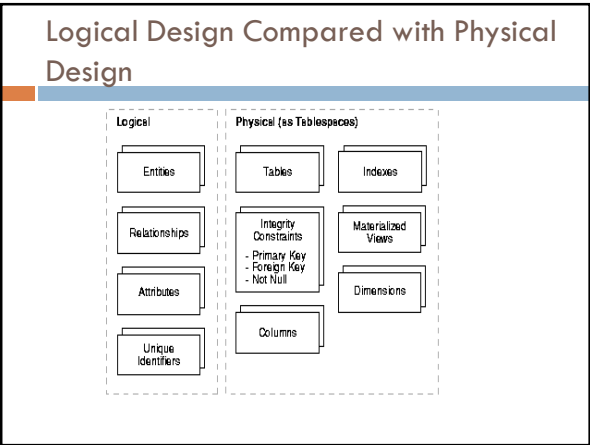 Logical Design Compared with Physical
Design
Logical
Entities
Relationships
Attributes
Unique
Identifiers
Physical (as Tablespaces)
Tables
Integrity
Constraints
- Primary Key
- Foreign Key
- Not Null
Columns
Indexes
Materialized
Views
Dimensions